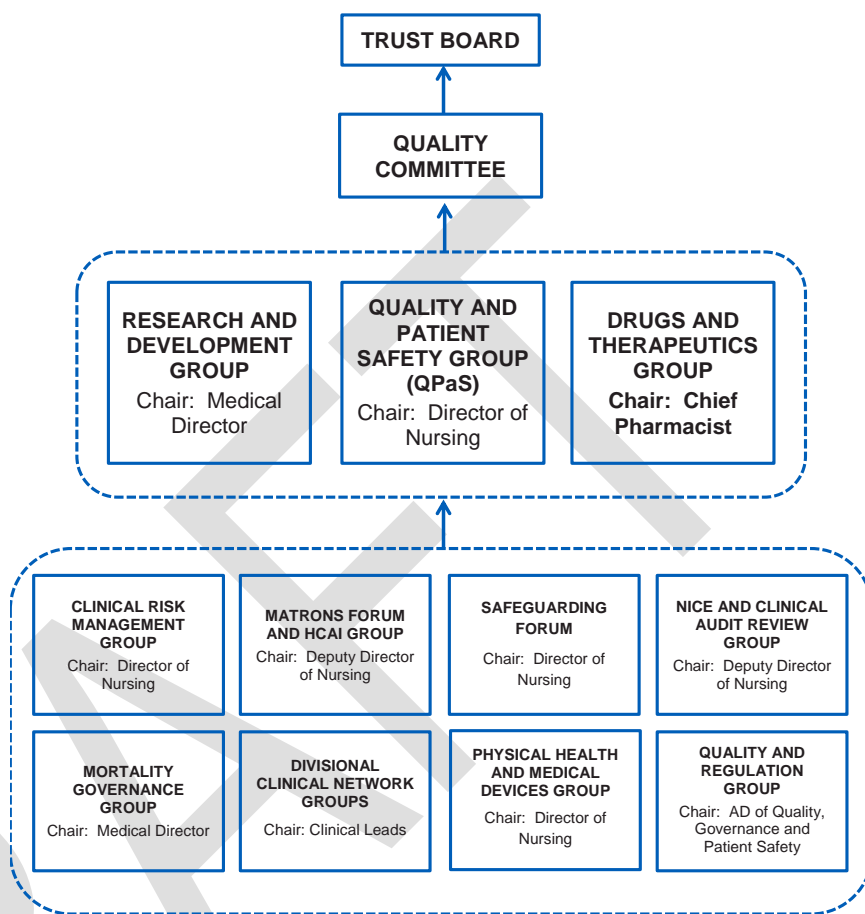 TRUST BOARD
QUALITY
COMMITTEE
RESEARCH AND
DEVELOPMENT
GROUP
Chair: Medical
Director
QUALITY AND
PATIENT
SAFETY GROUP
(QPaS)
Chair: Director of
Nursing
DRUGS AND
THERAPEUTICS
GROUP
Chair: Chief
Pharmacist
CLINICAL RISK
MANAGEMENT
GROUP
Chair: Director of
Nursing
MATRONS FORUM
AND HCAI GROUP
Chair: Deputy Director
of Nursing
SAFEGUARDING
FORUM
Chair: Director of
Nursing
NICE AND CLINICAL
AUDIT REVIEW
GROUP
Chair: Deputy Director of
Nursing
MORTALITY
GOVERNANCE
GROUP
Chair: Medical Director
DIVISIONAL
CLINICAL NETWORK
GROUPS
Chair: Clinical Leads
PHYSICAL HEALTH
AND MEDICAL
DEVICES GROUP
Chair: Director of
Nursing
QUALITY AND
REGULATION
GROUP
Chair: AD of Quality,
Governance and
Patient Safety